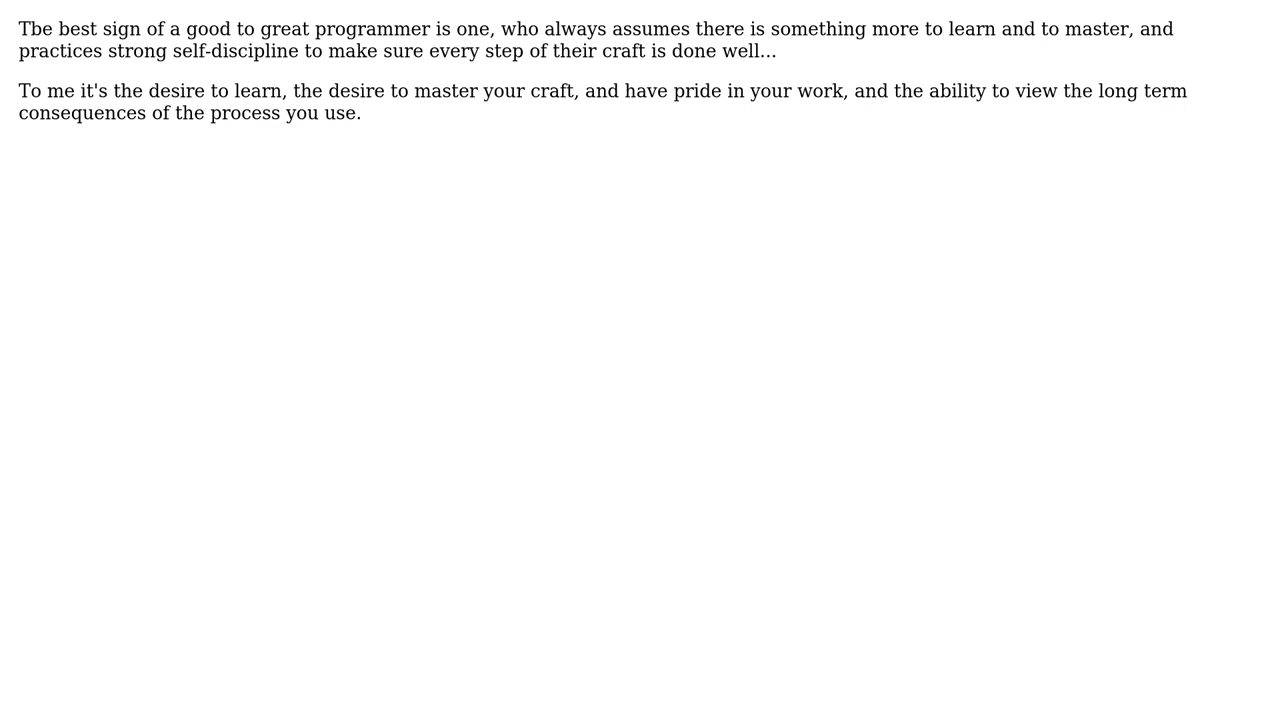 Tbe best sign of a good to great programmer is one, who always assumes there is something more to learn and to master, and
practices strong self-discipline to make sure every step of their craft is done well...
To me it's the desire to learn, the desire to master your craft, and have pride in your work, and the ability to view the long term
consequences of the process you use.